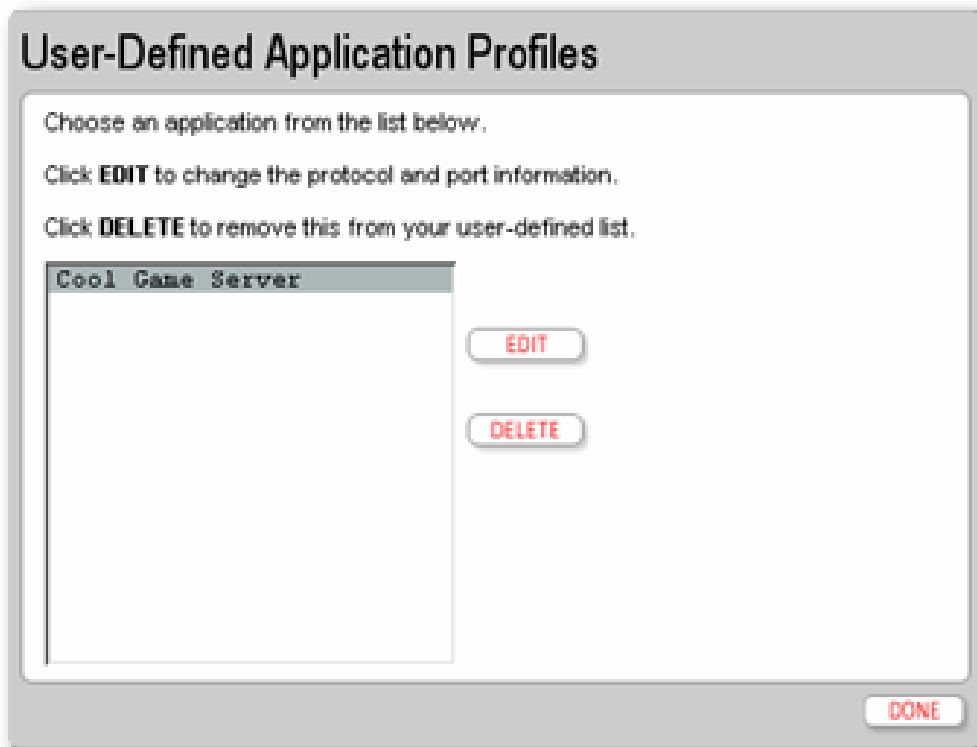 User-Defined Application Profiles
Choose an application from the list below.
Click EDIT to change the protocol and port information.
Click DELETE to remove this from your user-defined list.
Cool Game Server
EDIT
DELETE
DONE